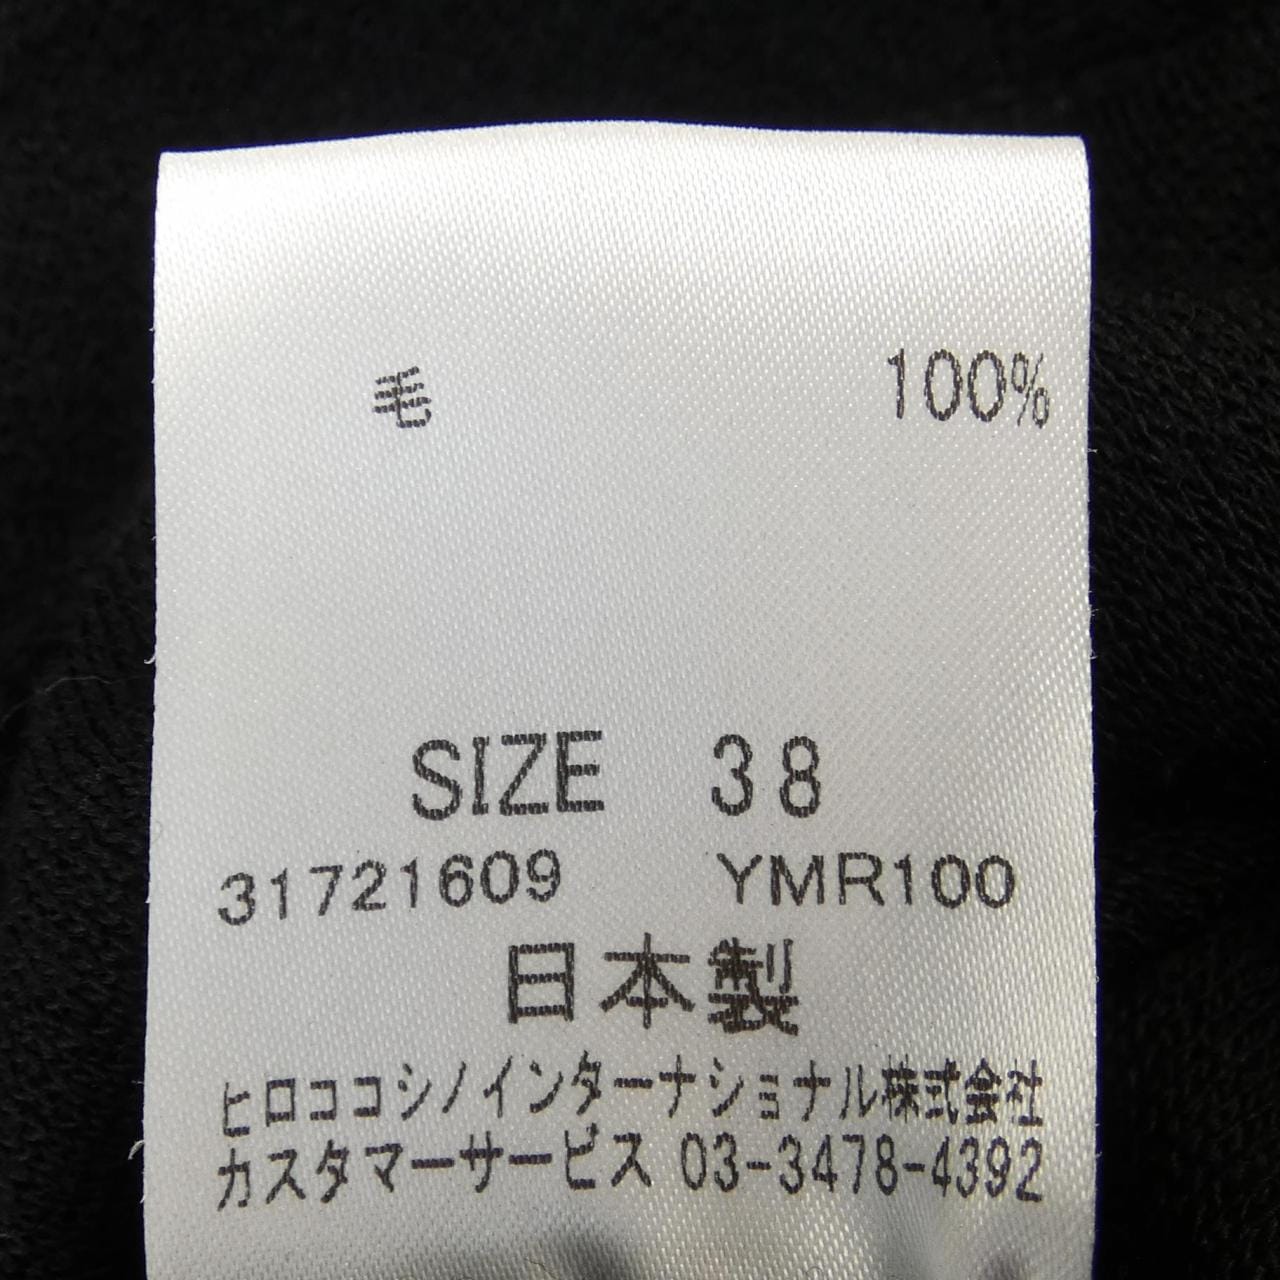 毛 100%
SIZE 38
31721609 YMR100
日本製
ヒロココシノインターナショナル株式会社
カスタマーサービス 03-3478-4392